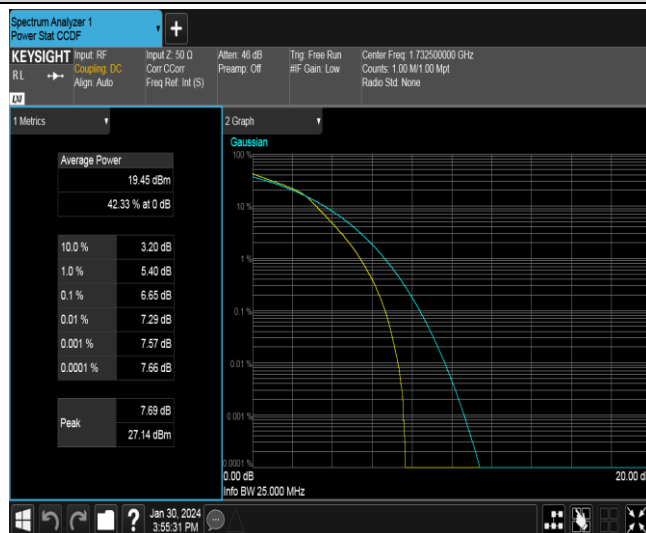 Spectrum Analyzer 1
Power Stat CCDF
+
KEYSIGHT
RL
LXI
Input: RF
Coupling: DC
Align: Auto
Input Z: 50 Ω
Corr CCorr
Freq Ref: Int (S)
Atten: 46 dB
Preamp: Off
Trig: Free Run
#IF Gain: Low
Center Freq: 1.732500000 GHz
Counts: 1.00 M/1.00 Mpt
Radio Std: None
1 Metrics
Average Power
19.45 dBm
42.33 % at 0 dB
10.0 % 3.20 dB
1.0 % 5.40 dB
0.1 % 6.65 dB
0.01 % 7.29 dB
0.001 % 7.57 dB
0.0001 % 7.66 dB
Peak
7.69 dB
27.14 dBm
2 Graph
Gaussian
100 %
10 %
1 %
0.1 %
0.01 %
0.001 %
0.0001 %
0.00 dB
20.00 d
Info BW 25.000 MHz
?
Jan 30, 2024
3:55:31 PM